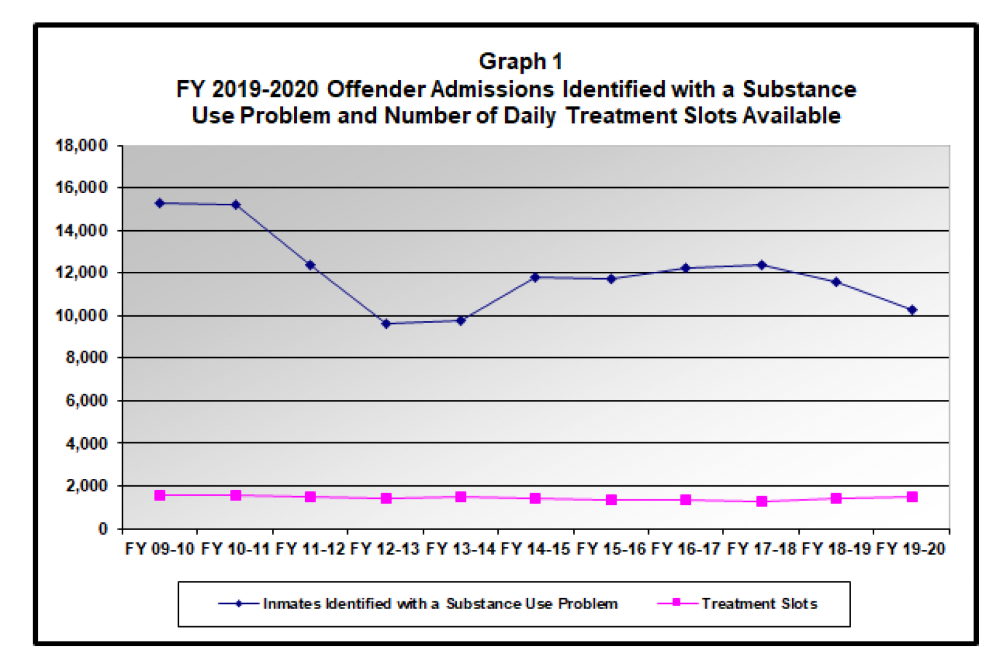 Graph 1
FY 2019-2020 Offender Admissions Identified with a Substance
Use Problem and Number of Daily Treatment Slots Available
18,000
16,000
14,000
12,000
10,000
8,000
6,000
4,000
2,000
0
FY 09-10 FY 10-11 FY 11-12 FY 12-13 FY 13-14 FY 14-15 FY 15-16 FY 16-17 FY 17-18 FY 18-19 FY 19-20
Inmates Identified with a Substance Use Problem Treatment Slots